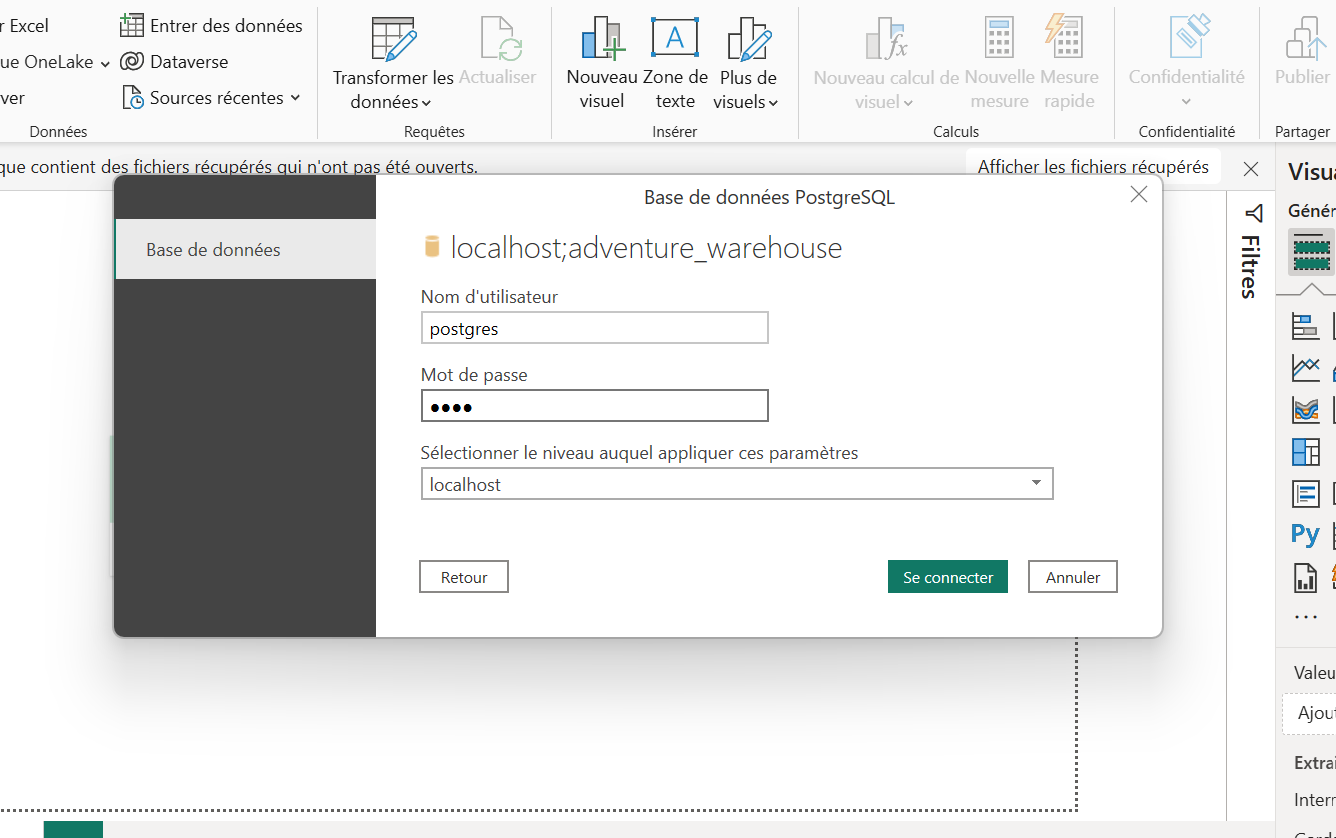 r Excel
Entrer des données
ue OneLake
Dataverse
ver
Sources récentes
Données
Transformer les données
Actualiser
Requêtes
Nouveau visuel
Zone de texte
Plus de visuels
Insérer
Nouveau calcul de visuel
Nouvelle mesure
Mesure rapide
Calculs
Confidentialité
Confidentialité
Publier
Partager
que contient des fichiers récupérés qui n'ont pas été ouverts.
Afficher les fichiers récupérés
Base de données PostgreSQL
Base de données
localhost;adventure_warehouse
Nom d'utilisateur
postgres
Mot de passe
••••
Sélectionner le niveau auquel appliquer ces paramètres
localhost
Retour
Se connecter
Annuler
Filtres
Visua
Génér
Py
...
Valeu
Ajout
Extrai
Intern